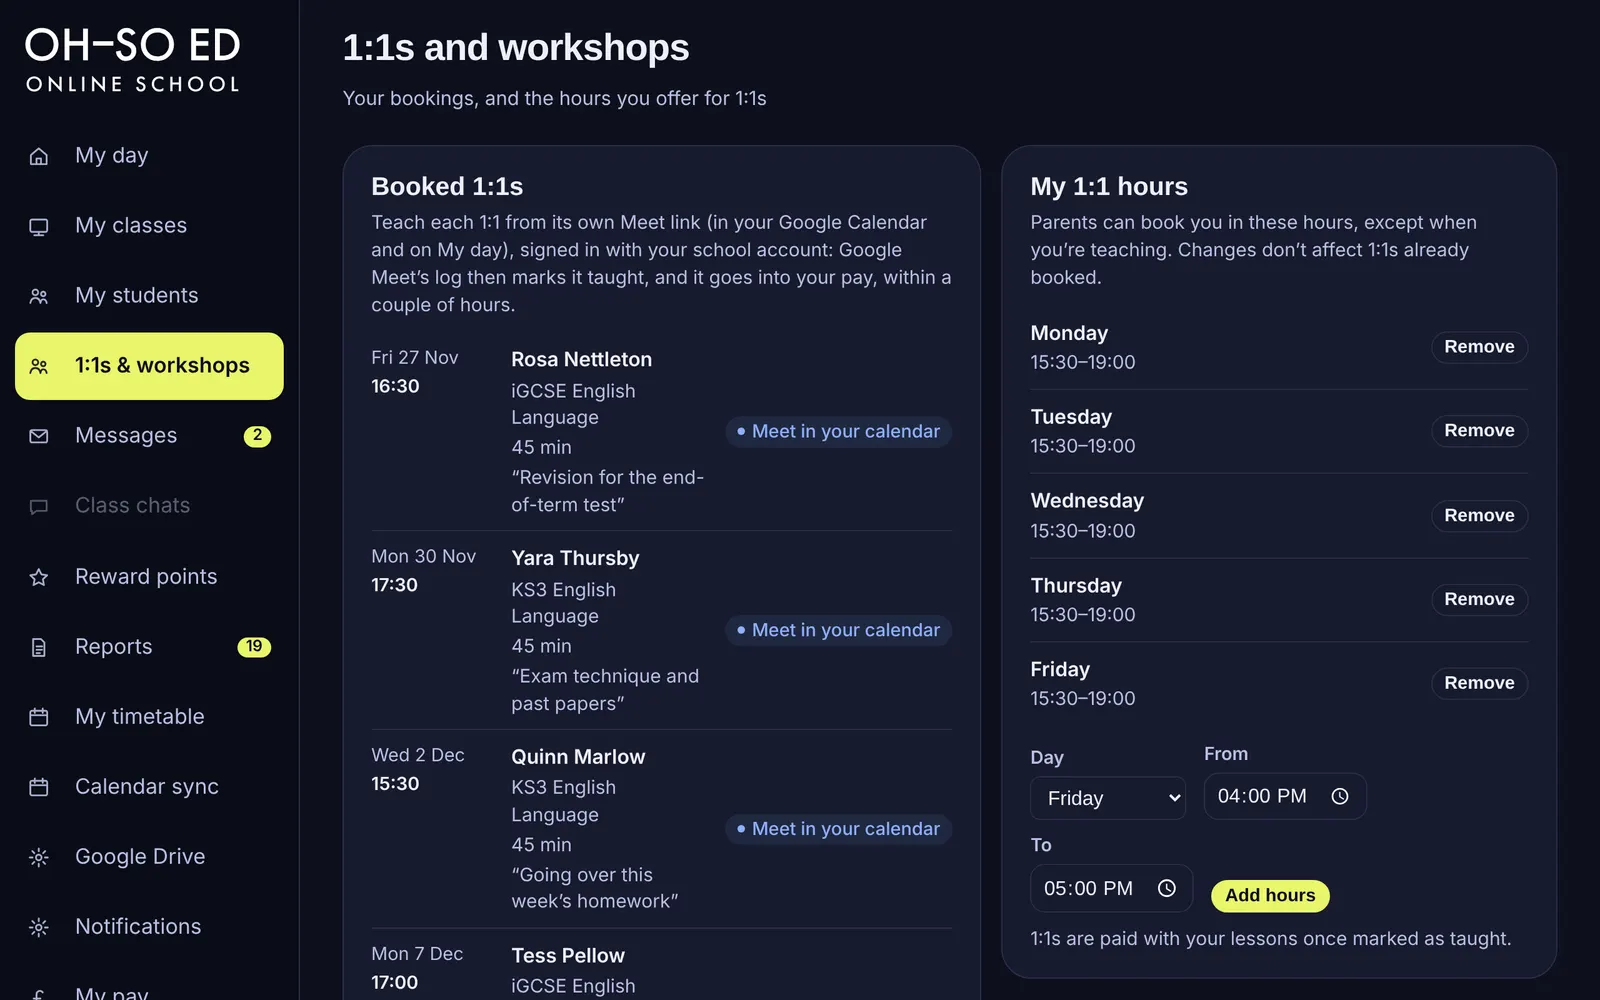 OH-SO ED
ONLINE SCHOOL
My day
My classes
My students
1:1s & workshops
Messages
2
Class chats
Reward points
Reports
19
My timetable
Calendar sync
Google Drive
Notifications
My pay
1:1s and workshops
Your bookings, and the hours you offer for 1:1s
Booked 1:1s
Teach each 1:1 from its own Meet link (in your Google Calendar
and on My day), signed in with your school account: Google
Meet’s log then marks it taught, and it goes into your pay, within a
couple of hours.
Fri 27 Nov
16:30
Rosa Nettleton
iGCSE English
Language
45 min
“Revision for the end-
of-term test”
Meet in your calendar
Mon 30 Nov
17:30
Yara Thursby
KS3 English
Language
45 min
“Exam technique and
past papers”
Meet in your calendar
Wed 2 Dec
15:30
Quinn Marlow
KS3 English
Language
45 min
“Going over this
week’s homework”
Meet in your calendar
Mon 7 Dec
17:00
Tess Pellow
iGCSE English
My 1:1 hours
Parents can book you in these hours, except when
you’re teaching. Changes don’t affect 1:1s already
booked.
Monday
15:30–19:00
Remove
Tuesday
15:30–19:00
Remove
Wednesday
15:30–19:00
Remove
Thursday
15:30–19:00
Remove
Friday
15:30–19:00
Remove
Day
Friday
From
04:00 PM
To
05:00 PM
Add hours
1:1s are paid with your lessons once marked as taught.